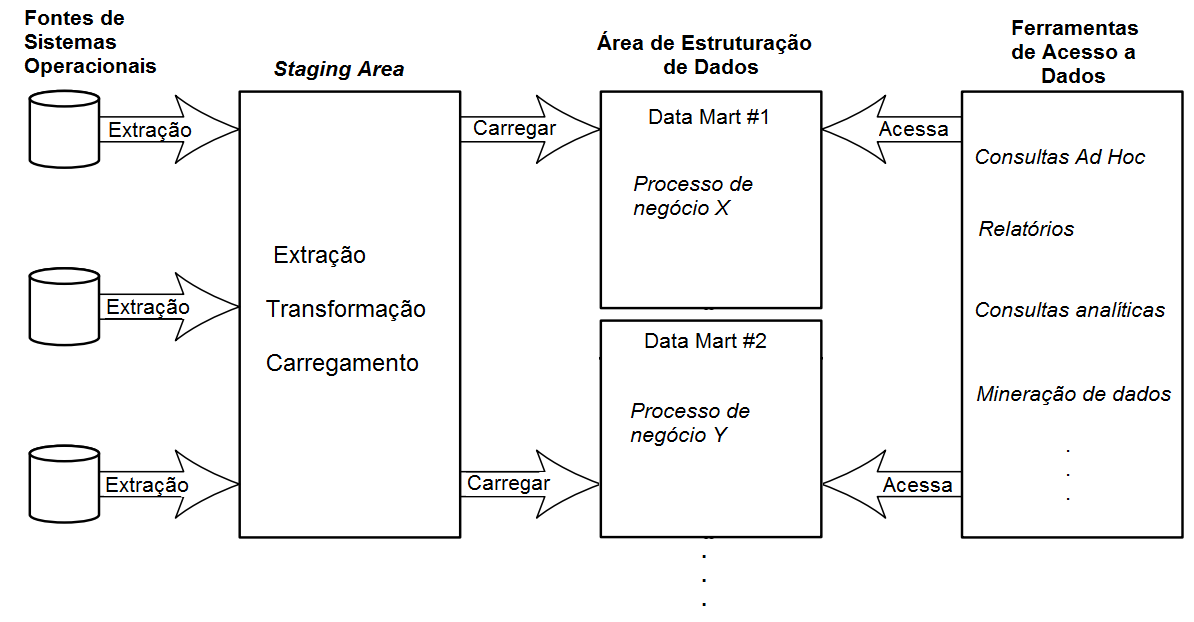 Fontes de
Sistemas
Operacionais
Staging Area
Área de Estruturação
de Dados
Ferramentas
de Acesso a
Dados
Extração
Extração
Extração
Extração
Transformação
Carregamento
Carregar
Carregar
Data Mart #1
Processo de
negócio X
Data Mart #2
Processo de
negócio Y
.
.
.
Acessa
Acessa
Consultas Ad Hoc
Relatórios
Consultas analíticas
Mineração de dados
.
.
.